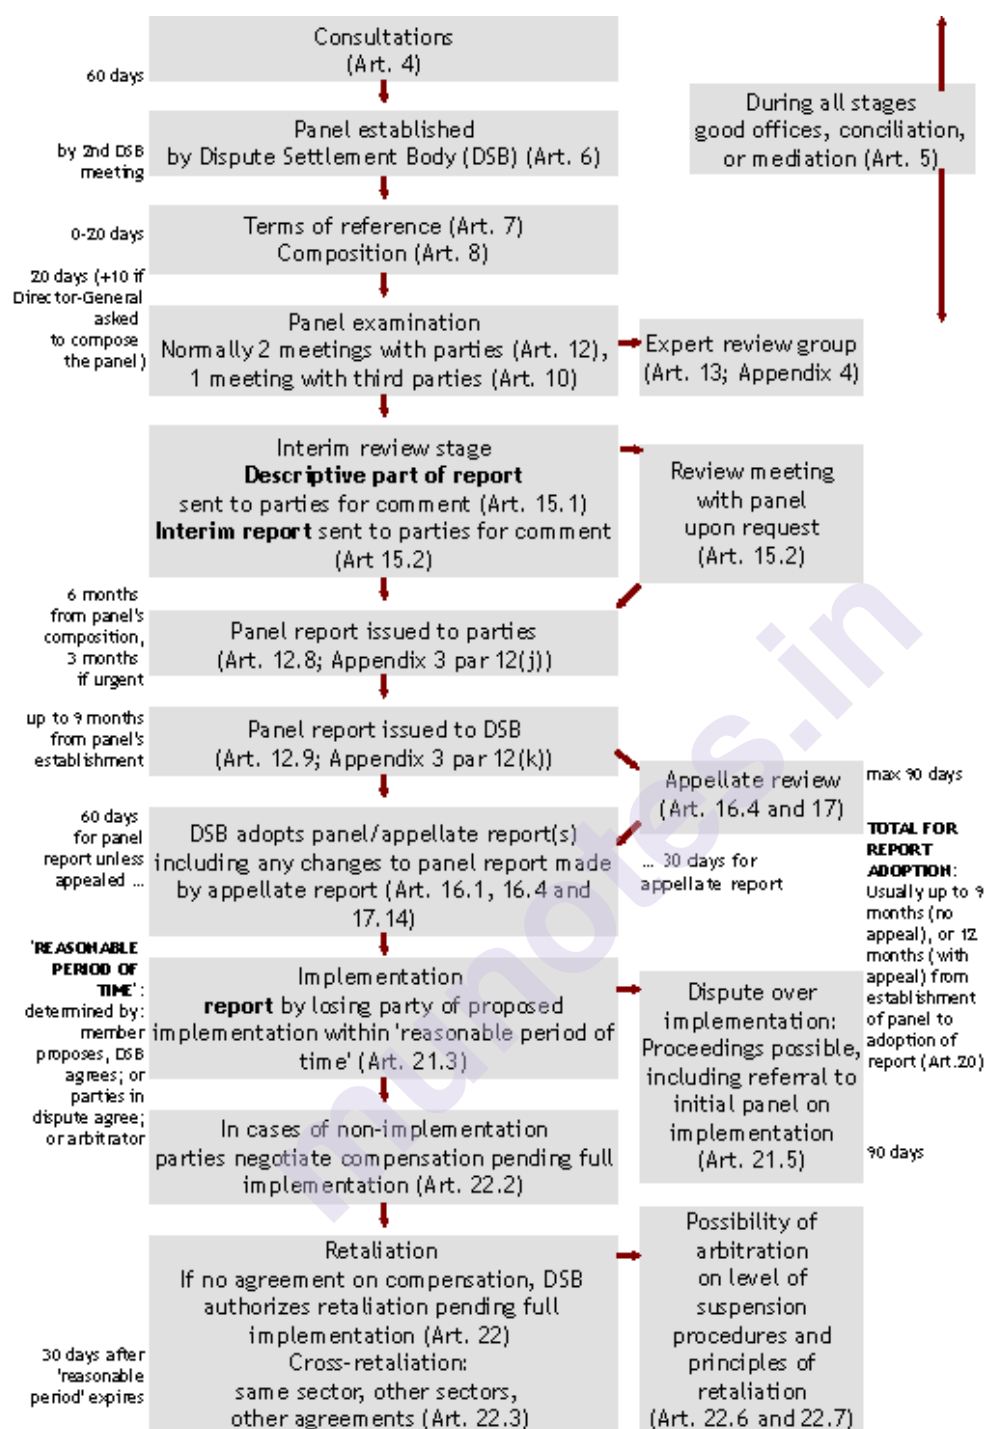 Consultations
(Art. 4)
60 days
During all stages
good offices, conciliation,
or mediation (Art. 5)
Panel established
by Dispute Settlement Body (DSB) (Art. 6)
by 2nd DSB
meeting
0-20 days
Terms of reference (Art. 7)
Composition (Art. 8)
20 days (+10 if
Director-General
asked
to compose
the panel)
Panel examination
Normally 2 meetings with parties (Art. 12),
1 meeting with third parties (Art. 10)
Expert review group
(Art. 13; Appendix 4)
Interim review stage
Descriptive part of report
sent to parties for comment (Art. 15.1)
Interim report sent to parties for comment
(Art 15.2)
Review meeting
with panel
upon request
(Art. 15.2)
6 months
from panel's
composition,
3 months
if urgent
Panel report issued to parties
(Art. 12.8; Appendix 3 par 12(j))
up to 9 months
from panel's
establishment
Panel report issued to DSB
(Art. 12.9; Appendix 3 par 12(k))
Appellate review
(Art. 16.4 and 17)
max 90 days
60 days
for panel
report unless
appealed ...
DSB adopts panel/appellate report(s)
including any changes to panel report made
by appellate report (Art. 16.1, 16.4 and
17.14)
... 30 days for
appellate report
TOTAL FOR
REPORT
ADOPTION:
Usually up to 9
months (no
appeal), or 12
months (with
appeal) from
establishment
of panel to
adoption of
report (Art.20)
'REASONABLE
PERIOD OF
TIME':
determined by:
member
proposes, DSB
agrees; or
parties in
dispute agree;
or arbitrator
Implementation
report by losing party of proposed
implementation within 'reasonable period of
time' (Art. 21.3)
Dispute over
implementation:
Proceedings possible,
including referral to
initial panel on
implementation
(Art. 21.5)
90 days
In cases of non-implementation
parties negotiate compensation pending full
implementation (Art. 22.2)
Retaliation
If no agreement on compensation, DSB
authorizes retaliation pending full
implementation (Art. 22)
Cross-retaliation:
same sector, other sectors,
other agreements (Art. 22.3)
30 days after
'reasonable
period' expires
Possibility of
arbitration
on level of
suspension
procedures and
principles of
retaliation
(Art. 22.6 and 22.7)
munotes.in